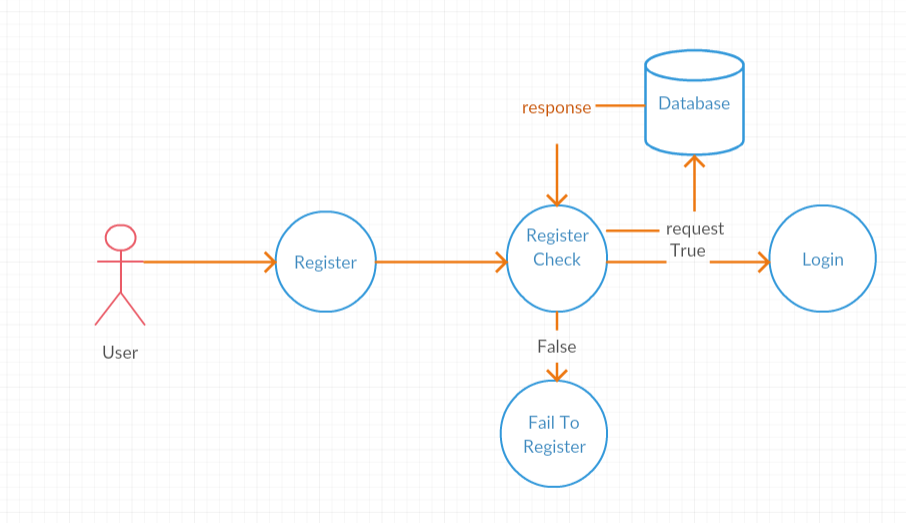 Database
response
request
True
Register
Check
Register
Login
User
False
Fail To
Register